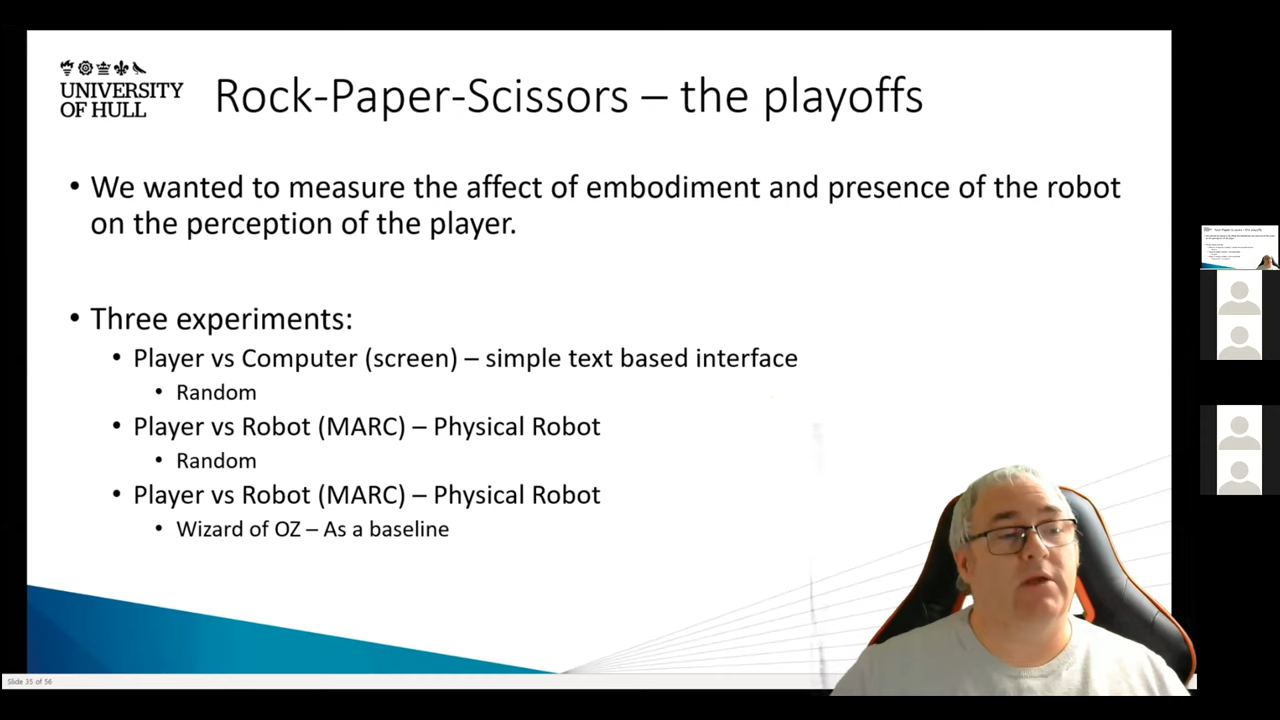 UNIVERSITY
OF HULL
Rock-Paper-Scissors – the playoffs
• We wanted to measure the affect of embodiment and presence of the robot
on the perception of the player.
• Three experiments:
• Player vs Computer (screen) – simple text based interface
• Random
• Player vs Robot (MARC) – Physical Robot
• Random
• Player vs Robot (MARC) – Physical Robot
• Wizard of OZ – As a baseline
Slide 35 of 56